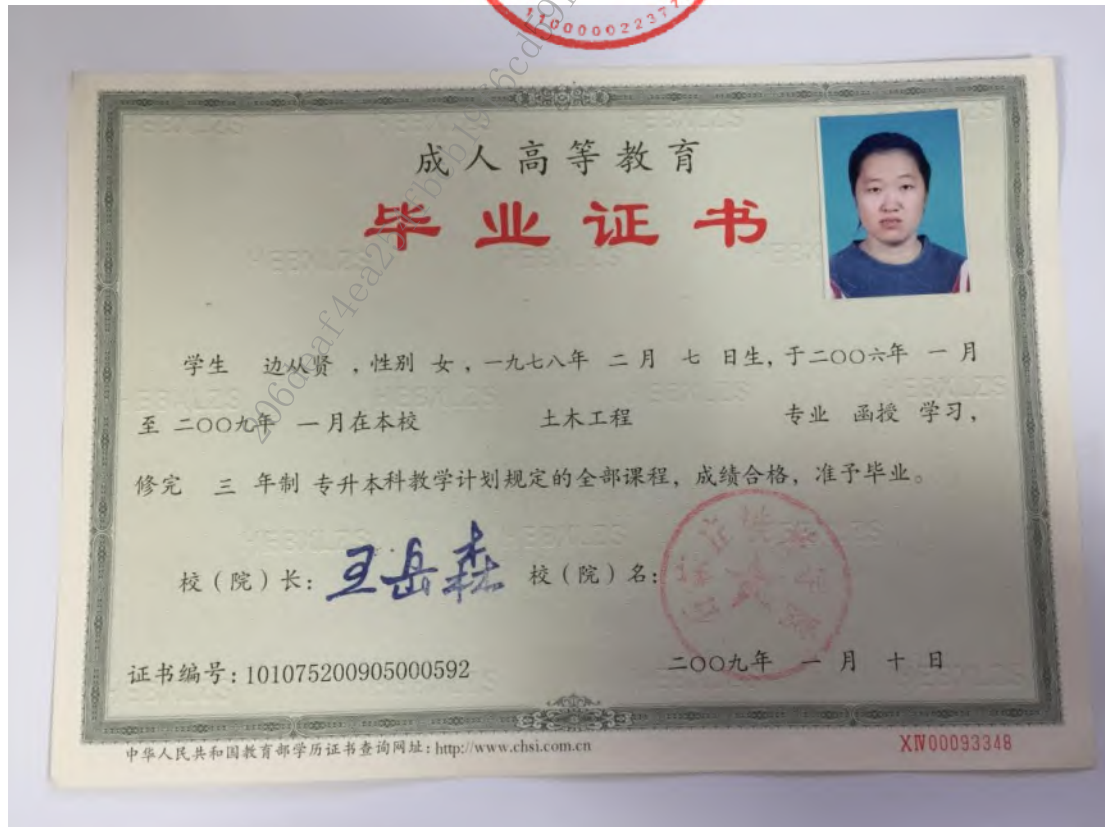 1100000022377
成人高等教育
毕业证书
学生 边从贤 ,性别 女,一九七八年 二月 七 日生,于二〇〇六年 一月
至 二〇〇九年 一月在本校 土木工程 专业 函授 学习,
修完 三 年制 专升本科教学计划规定的全部课程,成绩合格,准予毕业。
校(院)长: 王岳森 校(院)名:
证书编号:101075200905000592 二〇〇九年 一月 十日
中华人民共和国教育部学历证书查询网址:http://www.chsi.com.cn XⅣ00093348